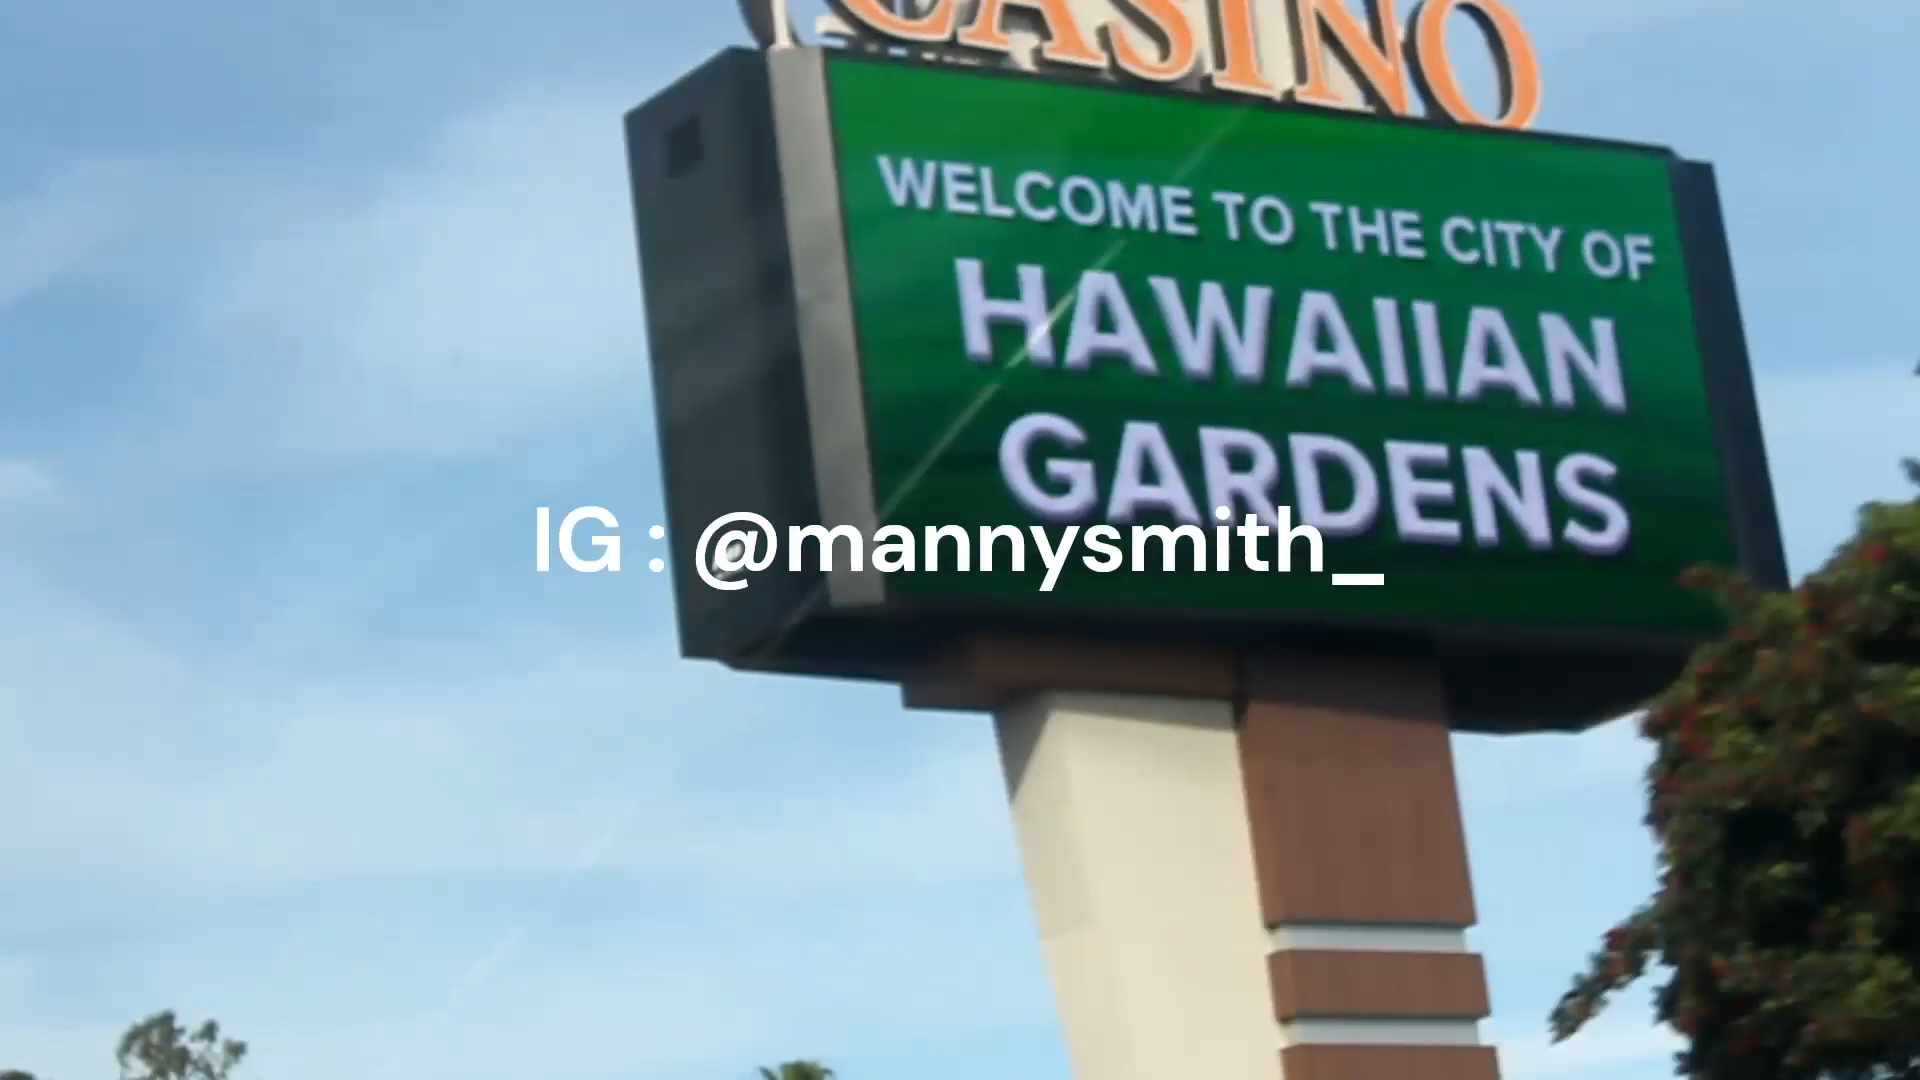 CASINO
WELCOME TO THE CITY OF
HAWAIIAN
GARDENS
IG : @mannysmith_